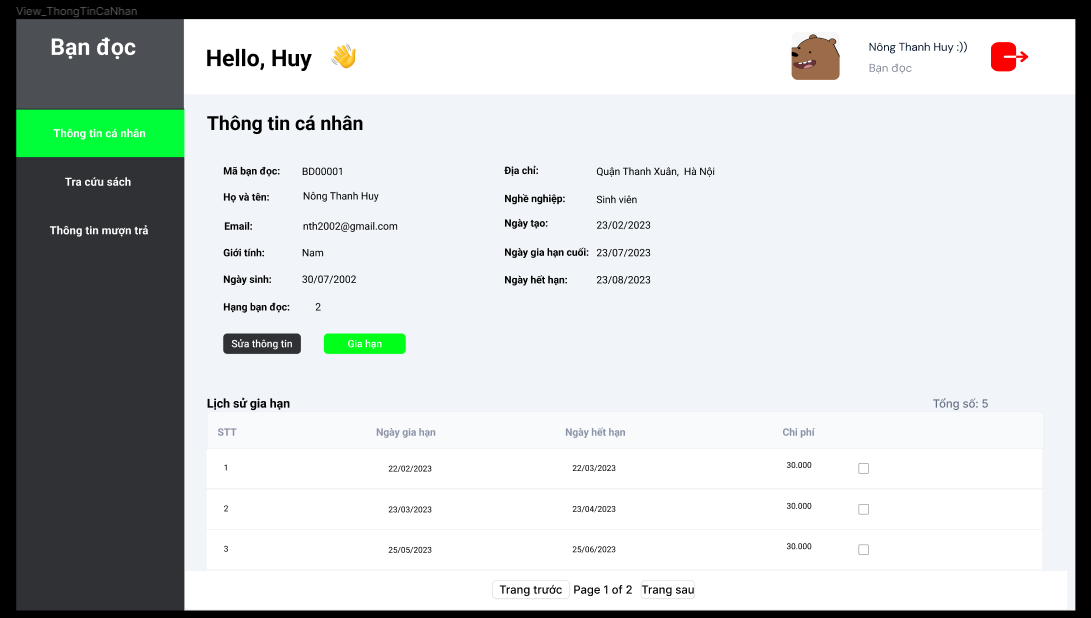 View_ThongTinCaNhan
Bạn đọc
Hello, Huy 👋
Nông Thanh Huy :))
Bạn đọc
Thông tin cá nhân
Tra cứu sách
Thông tin mượn trả
Thông tin cá nhân
Mã bạn đọc: BD00001
Họ và tên: Nông Thanh Huy
Email: nth2002@gmail.com
Giới tính: Nam
Ngày sinh: 30/07/2002
Hạng bạn đọc: 2
Địa chỉ: Quận Thanh Xuân, Hà Nội
Nghề nghiệp: Sinh viên
Ngày tạo: 23/02/2023
Ngày gia hạn cuối: 23/07/2023
Ngày hết hạn: 23/08/2023
Sửa thông tin Gia hạn
Lịch sử gia hạn Tổng số: 5
STT Ngày gia hạn Ngày hết hạn Chi phí
1 22/02/2023 22/03/2023 30.000
2 23/03/2023 23/04/2023 30.000
3 25/05/2023 25/06/2023 30.000
Trang trước Page 1 of 2 Trang sau